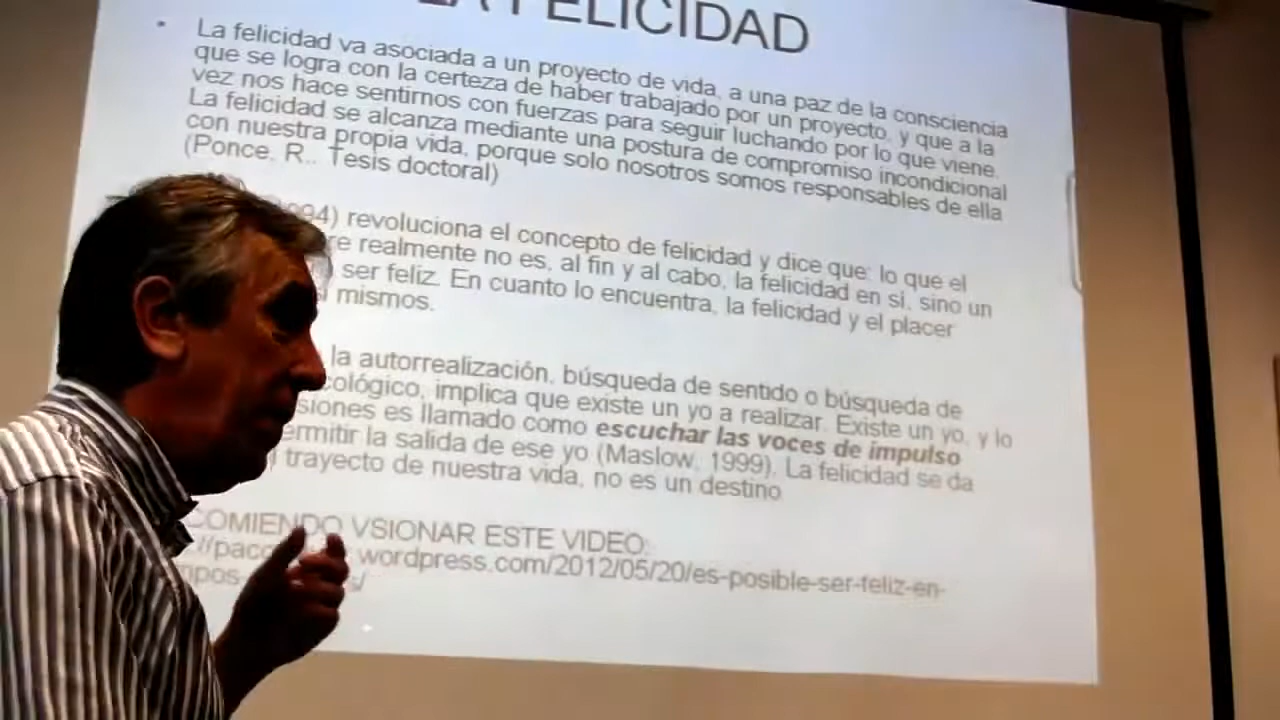 LA FELICIDAD
• La felicidad va asociada a un proyecto de vida, a una paz de la consciencia
que se logra con la certeza de haber trabajado por un proyecto, y que a la
vez nos hace sentirnos con fuerzas para seguir luchando por lo que viene.
La felicidad se alcanza mediante una postura de compromiso incondicional
con nuestra propia vida, porque solo nosotros somos responsables de ella
(Ponce, R.. Tesis doctoral)
994) revoluciona el concepto de felicidad y dice que: lo que el
re realmente no es, al fin y al cabo, la felicidad en sí, sino un
ser feliz. En cuanto lo encuentra, la felicidad y el placer
mismos.
la autorrealización, búsqueda de sentido o búsqueda de
cológico, implica que existe un yo a realizar. Existe un yo, y lo
siones es llamado como escuchar las voces de impulso
ermitir la salida de ese yo (Maslow, 1999). La felicidad se da
trayecto de nuestra vida, no es un destino
COMIENDO VSIONAR ESTE VIDEO:
://paco wordpress.com/2012/05/20/es-posible-ser-feliz-en-
mpos